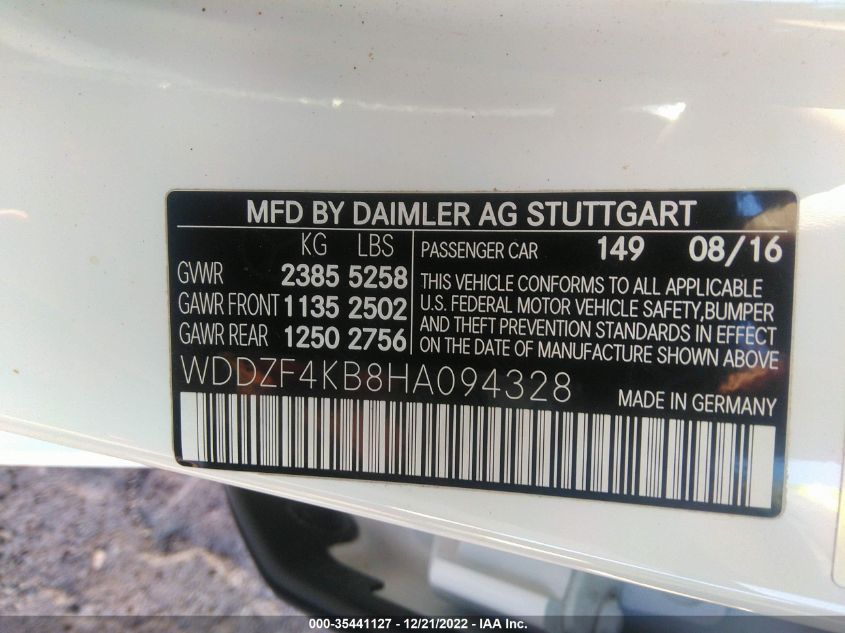 MFD BY DAIMLER AG STUTTGART
KG LBS
GVWR 2385 5258
GAWR FRONT 1135 2502
GAWR REAR 1250 2756
PASSENGER CAR 149 08/16
THIS VEHICLE CONFORMS TO ALL APPLICABLE
U.S. FEDERAL MOTOR VEHICLE SAFETY, BUMPER
AND THEFT PREVENTION STANDARDS IN EFFECT
ON THE DATE OF MANUFACTURE SHOWN ABOVE
WDDZF4KB8HA094328
MADE IN GERMANY
000-35441127 - 12/21/2022 - IAA Inc.